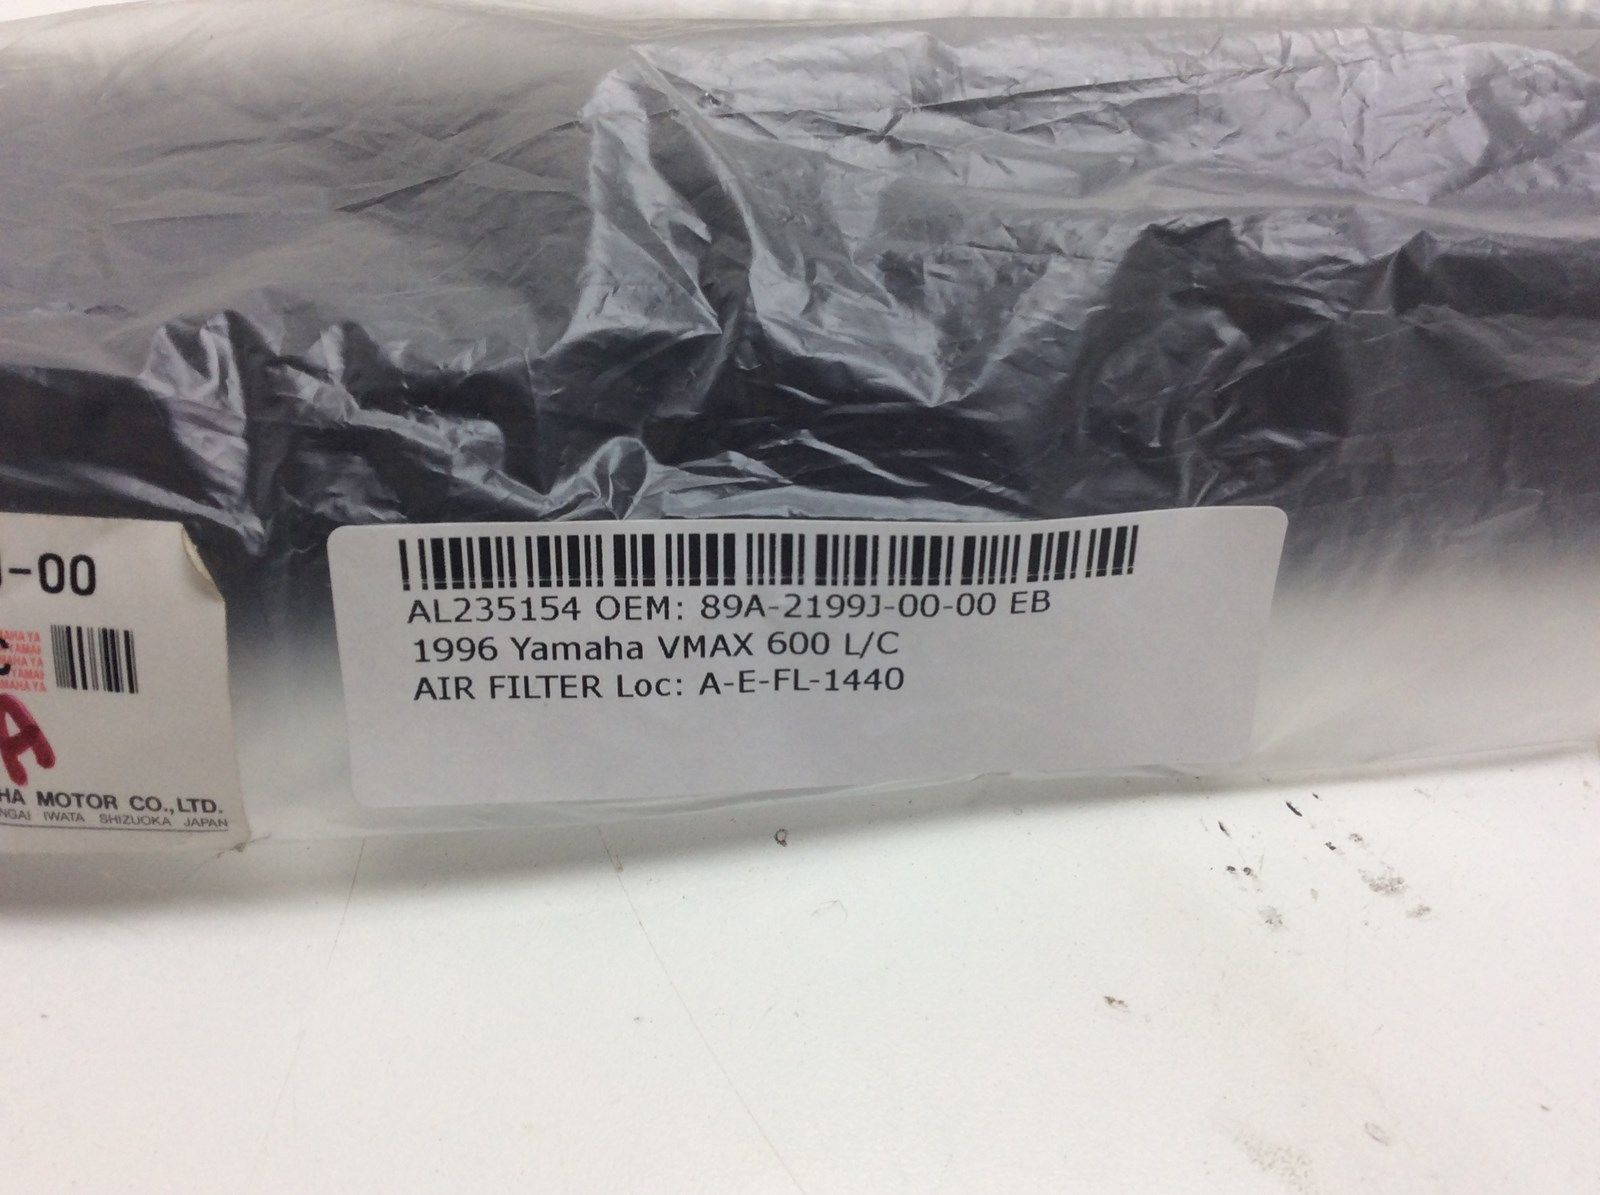 -00
MOTOR CO.,LTD.
IWATA SHIZUOKA JAPAN
A
AL235154 OEM: 89A-2199J-00-00 EB
1996 Yamaha VMAX 600 L/C
AIR FILTER Loc: A-E-FL-1440